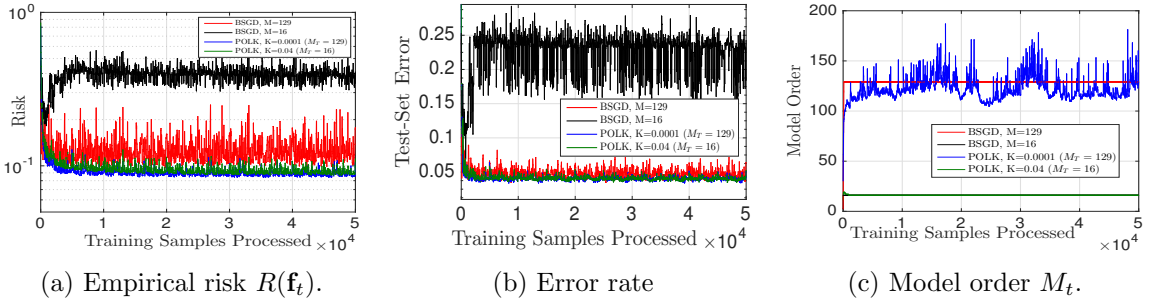 10^0
10^-1
Risk
BSGD, M=129
BSGD, M=16
POLK, K=0.0001 (M_T = 129)
POLK, K=0.04 (M_T = 16)
0 1 2 3 4 5
Training Samples Processed ×10^4
(a) Empirical risk R(f_t).
0.25
0.2
0.15
0.1
0.05
Test-Set Error
BSGD, M=129
BSGD, M=16
POLK, K=0.0001 (M_T = 129)
POLK, K=0.04 (M_T = 16)
0 1 2 3 4 5
Training Samples Processed ×10^4
(b) Error rate
200
150
100
50
0
Model Order
BSGD, M=129
BSGD, M=16
POLK, K=0.0001 (M_T = 129)
POLK, K=0.04 (M_T = 16)
0 1 2 3 4 5
Training Samples Processed ×10^4
(c) Model order M_t.